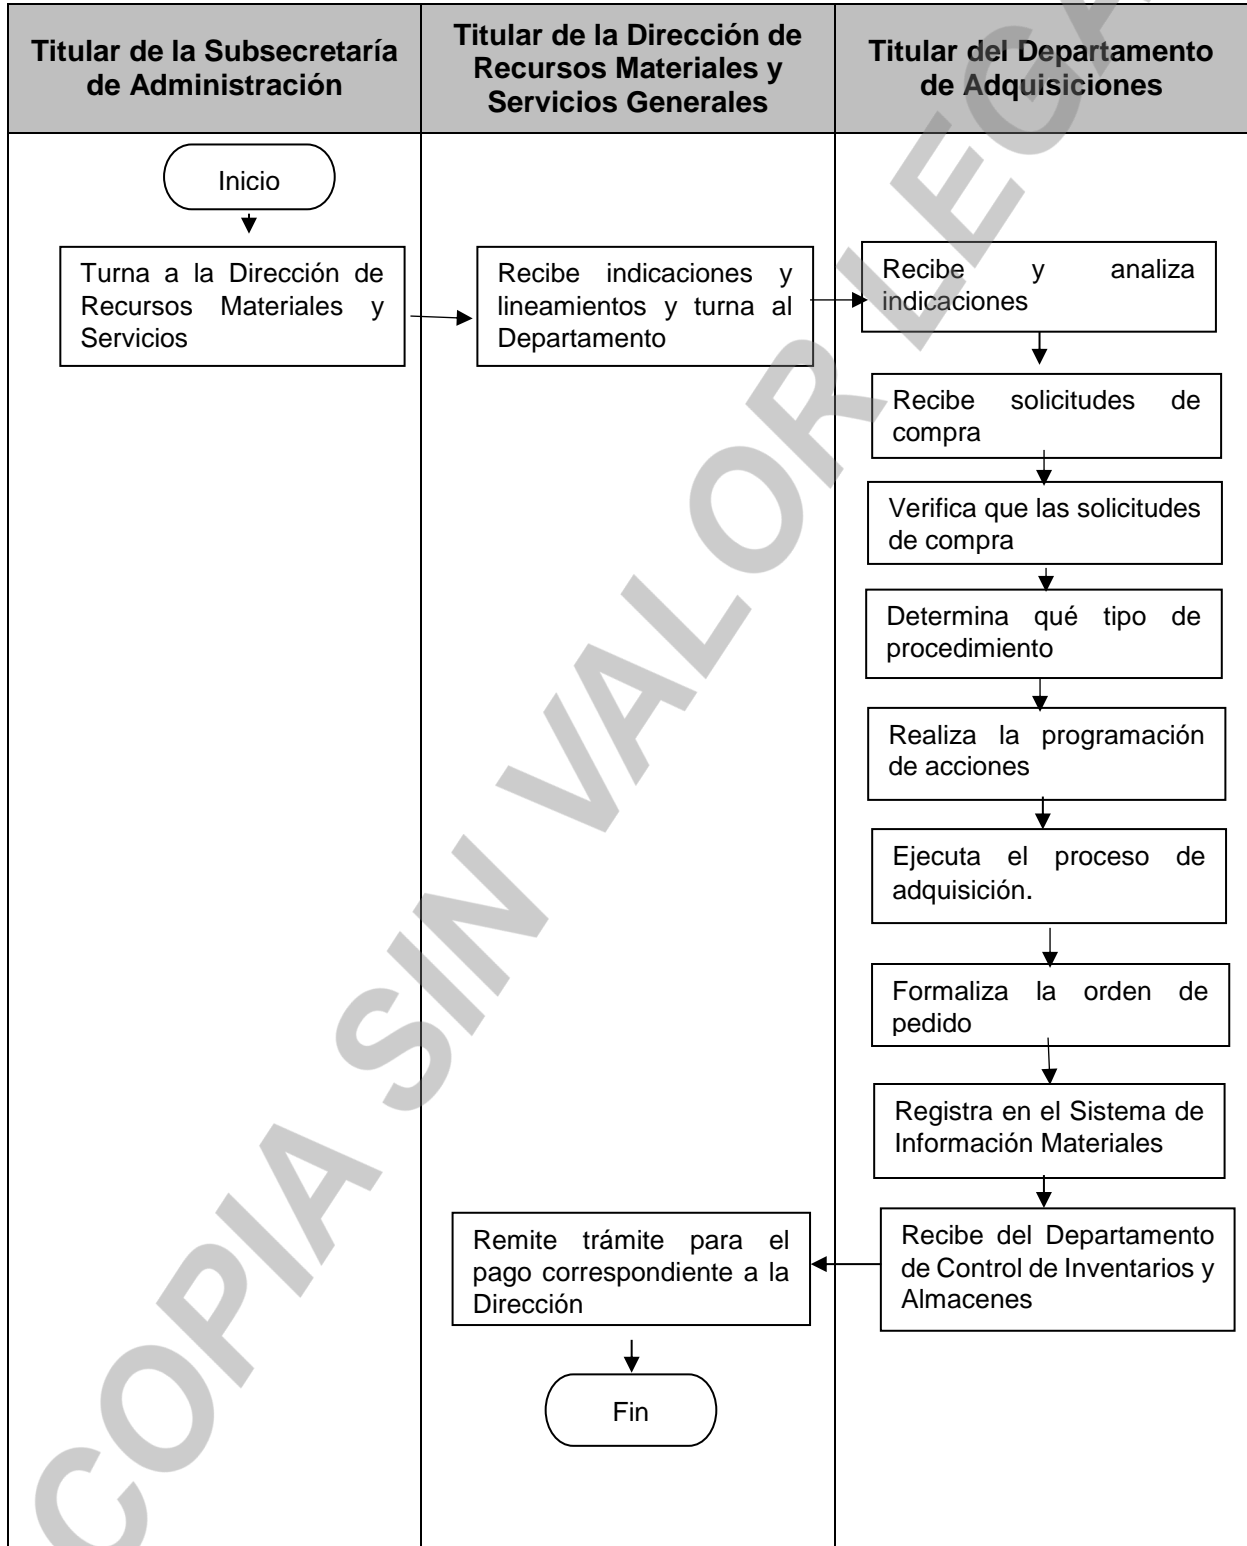 Titular de la Subsecretaría
de Administración
Titular de la Dirección de
Recursos Materiales y
Servicios Generales
Titular del Departamento
de Adquisiciones
Inicio
Turna a la Dirección de
Recursos Materiales y
Servicios
Recibe indicaciones y
lineamientos y turna al
Departamento
Recibe y analiza
indicaciones
Recibe solicitudes de
compra
Verifica que las solicitudes
de compra
Determina qué tipo de
procedimiento
Realiza la programación
de acciones
Ejecuta el proceso de
adquisición.
Formaliza la orden de
pedido
Registra en el Sistema de
Información Materiales
Recibe del Departamento
de Control de Inventarios y
Almacenes
Remite trámite para el
pago correspondiente a la
Dirección
Fin
COPIA SIN VALOR LEGA